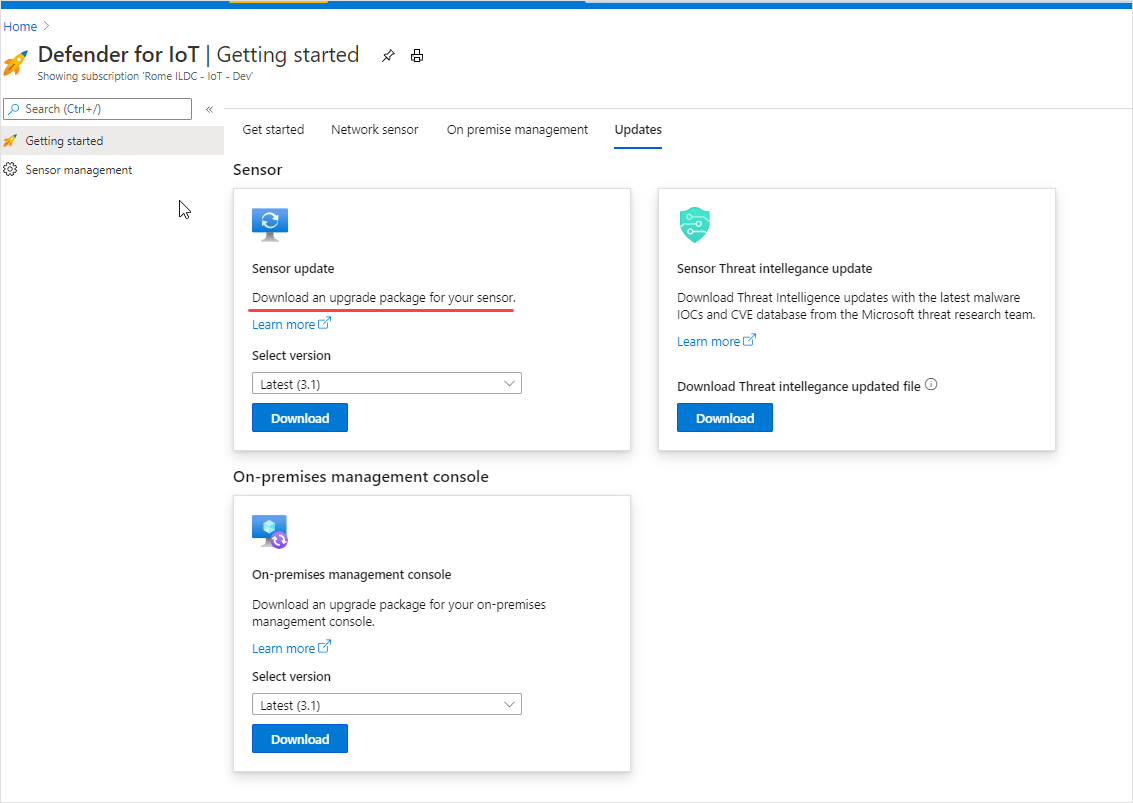 Home
Defender for IoT | Getting started
Showing subscription 'Rome ILDC - IoT - Dev'
Search (Ctrl+/)
«
Getting started
Sensor management
Get started
Network sensor
On premise management
Updates
Sensor
Sensor update
Download an upgrade package for your sensor.
Learn more
Select version
Latest (3.1)
Download
Sensor Threat intellegance update
Download Threat Intelligence updates with the latest malware
IOCs and CVE database from the Microsoft threat research team.
Learn more
Download Threat intellegance updated file
Download
On-premises management console
On-premises management console
Download an upgrade package for your on-premises
management console.
Learn more
Select version
Latest (3.1)
Download